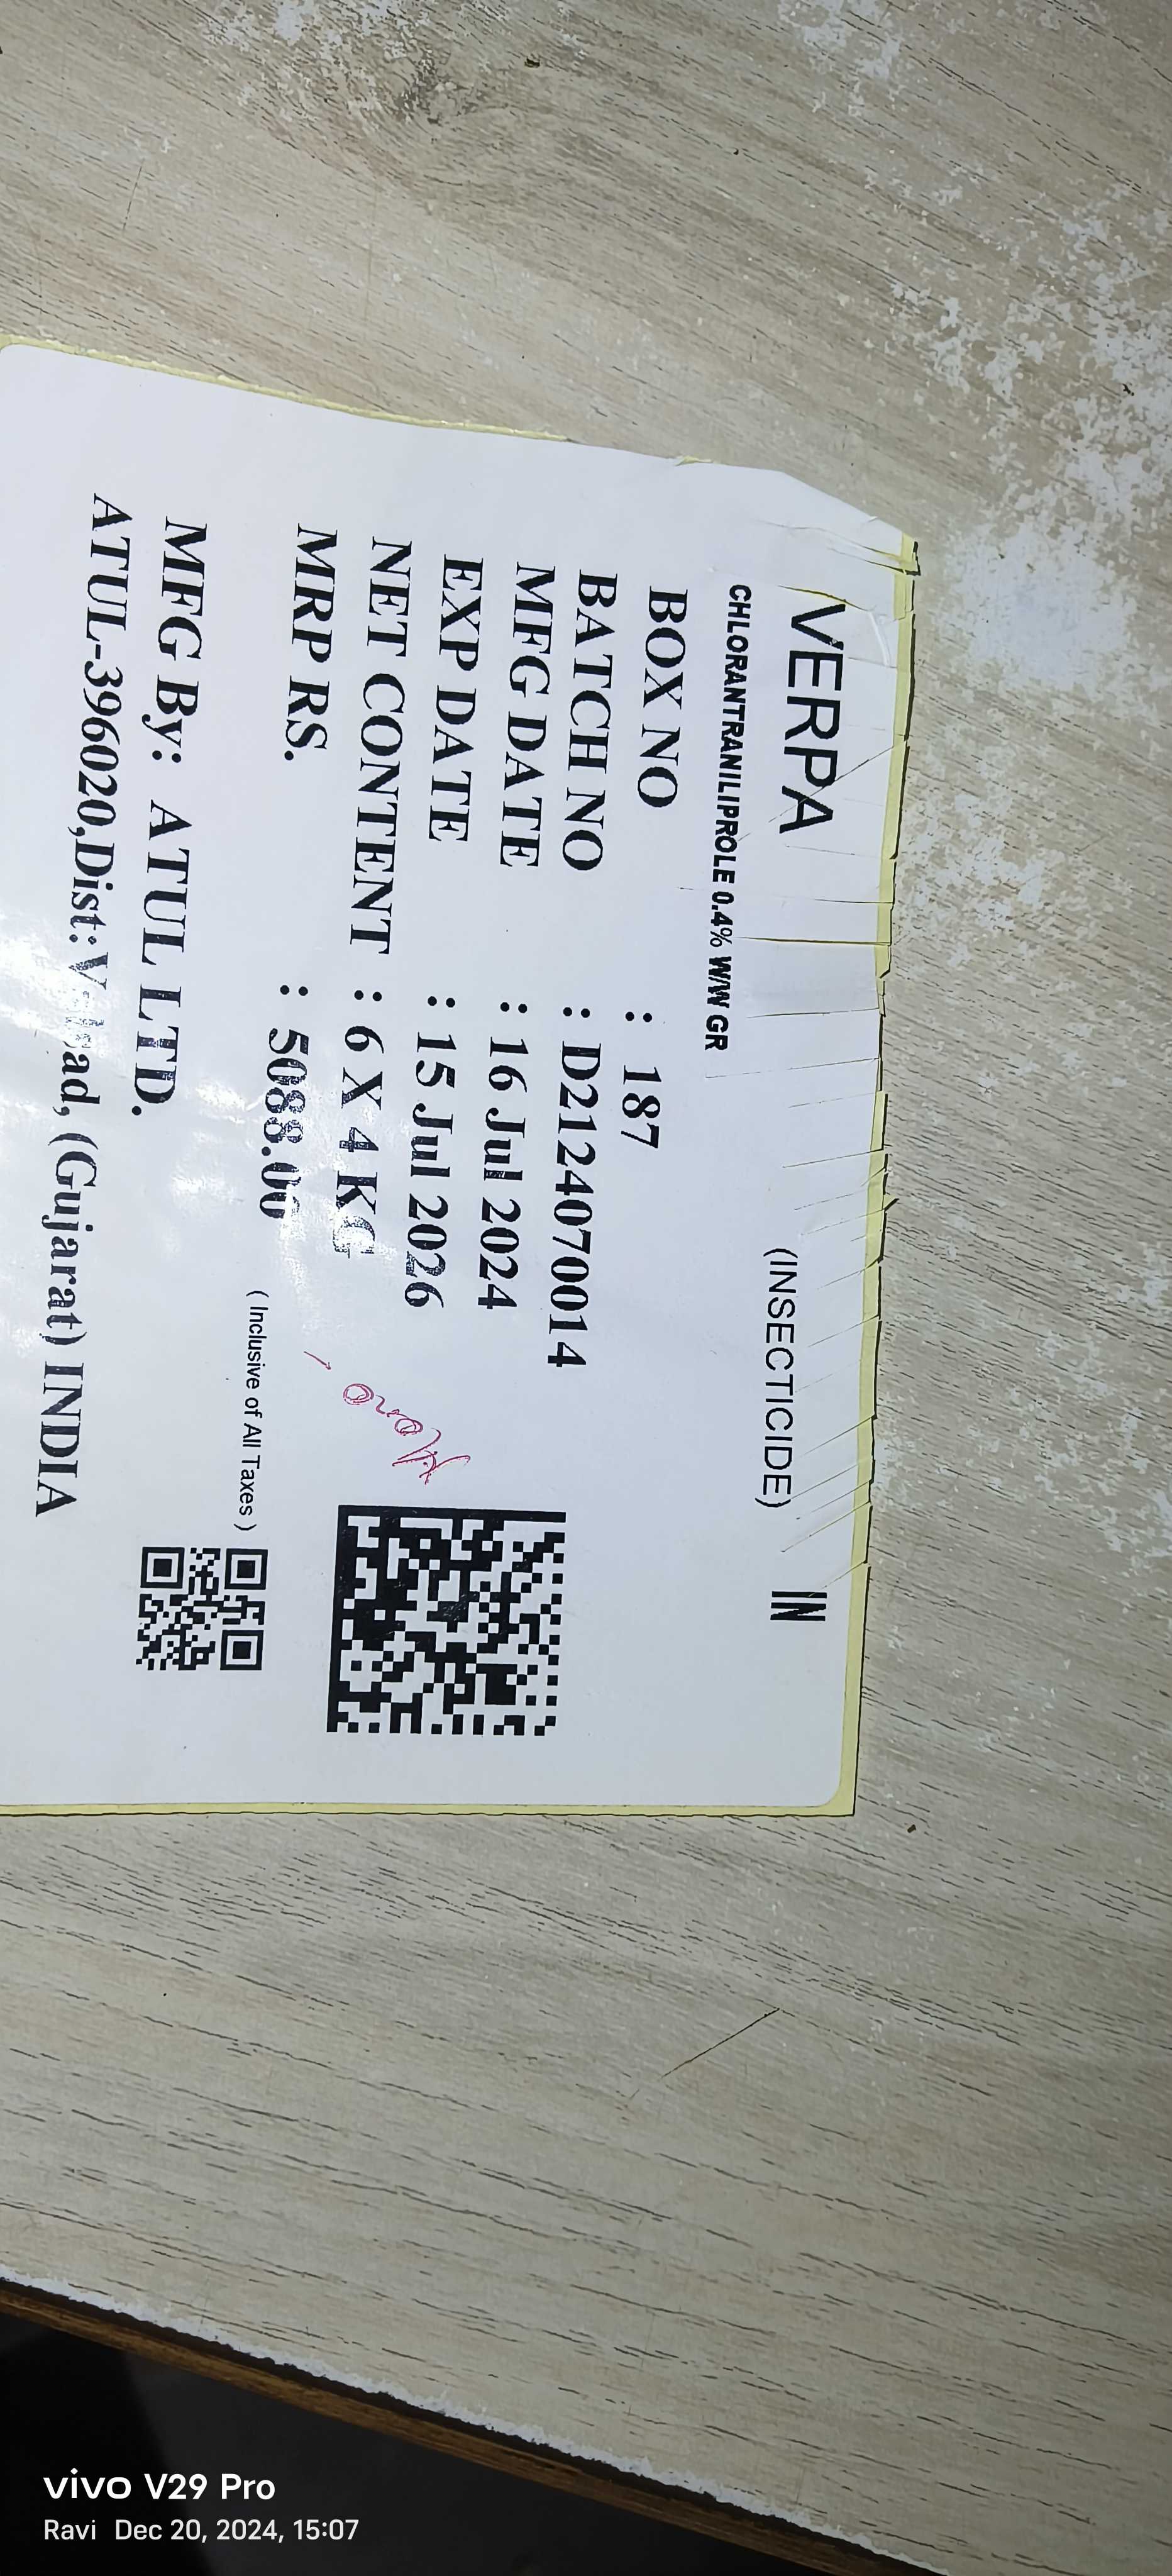 VERPA (INSECTICIDE) IN
CHLORANTRANILIPROLE 0.4% W/W GR
BOX NO : 187
BATCH NO : D2124070014
MFG DATE : 16 Jul 2024
EXP DATE : 15 Jul 2026
NET CONTENT : 6 X 4 KG
MRP RS. : 5088.00 ( Inclusive of All Taxes )
MFG By: ATUL LTD.
ATUL-396020,Dist: (Gujarat) INDIA
vivo V29 Pro
Ravi Dec 20, 2024, 15:07